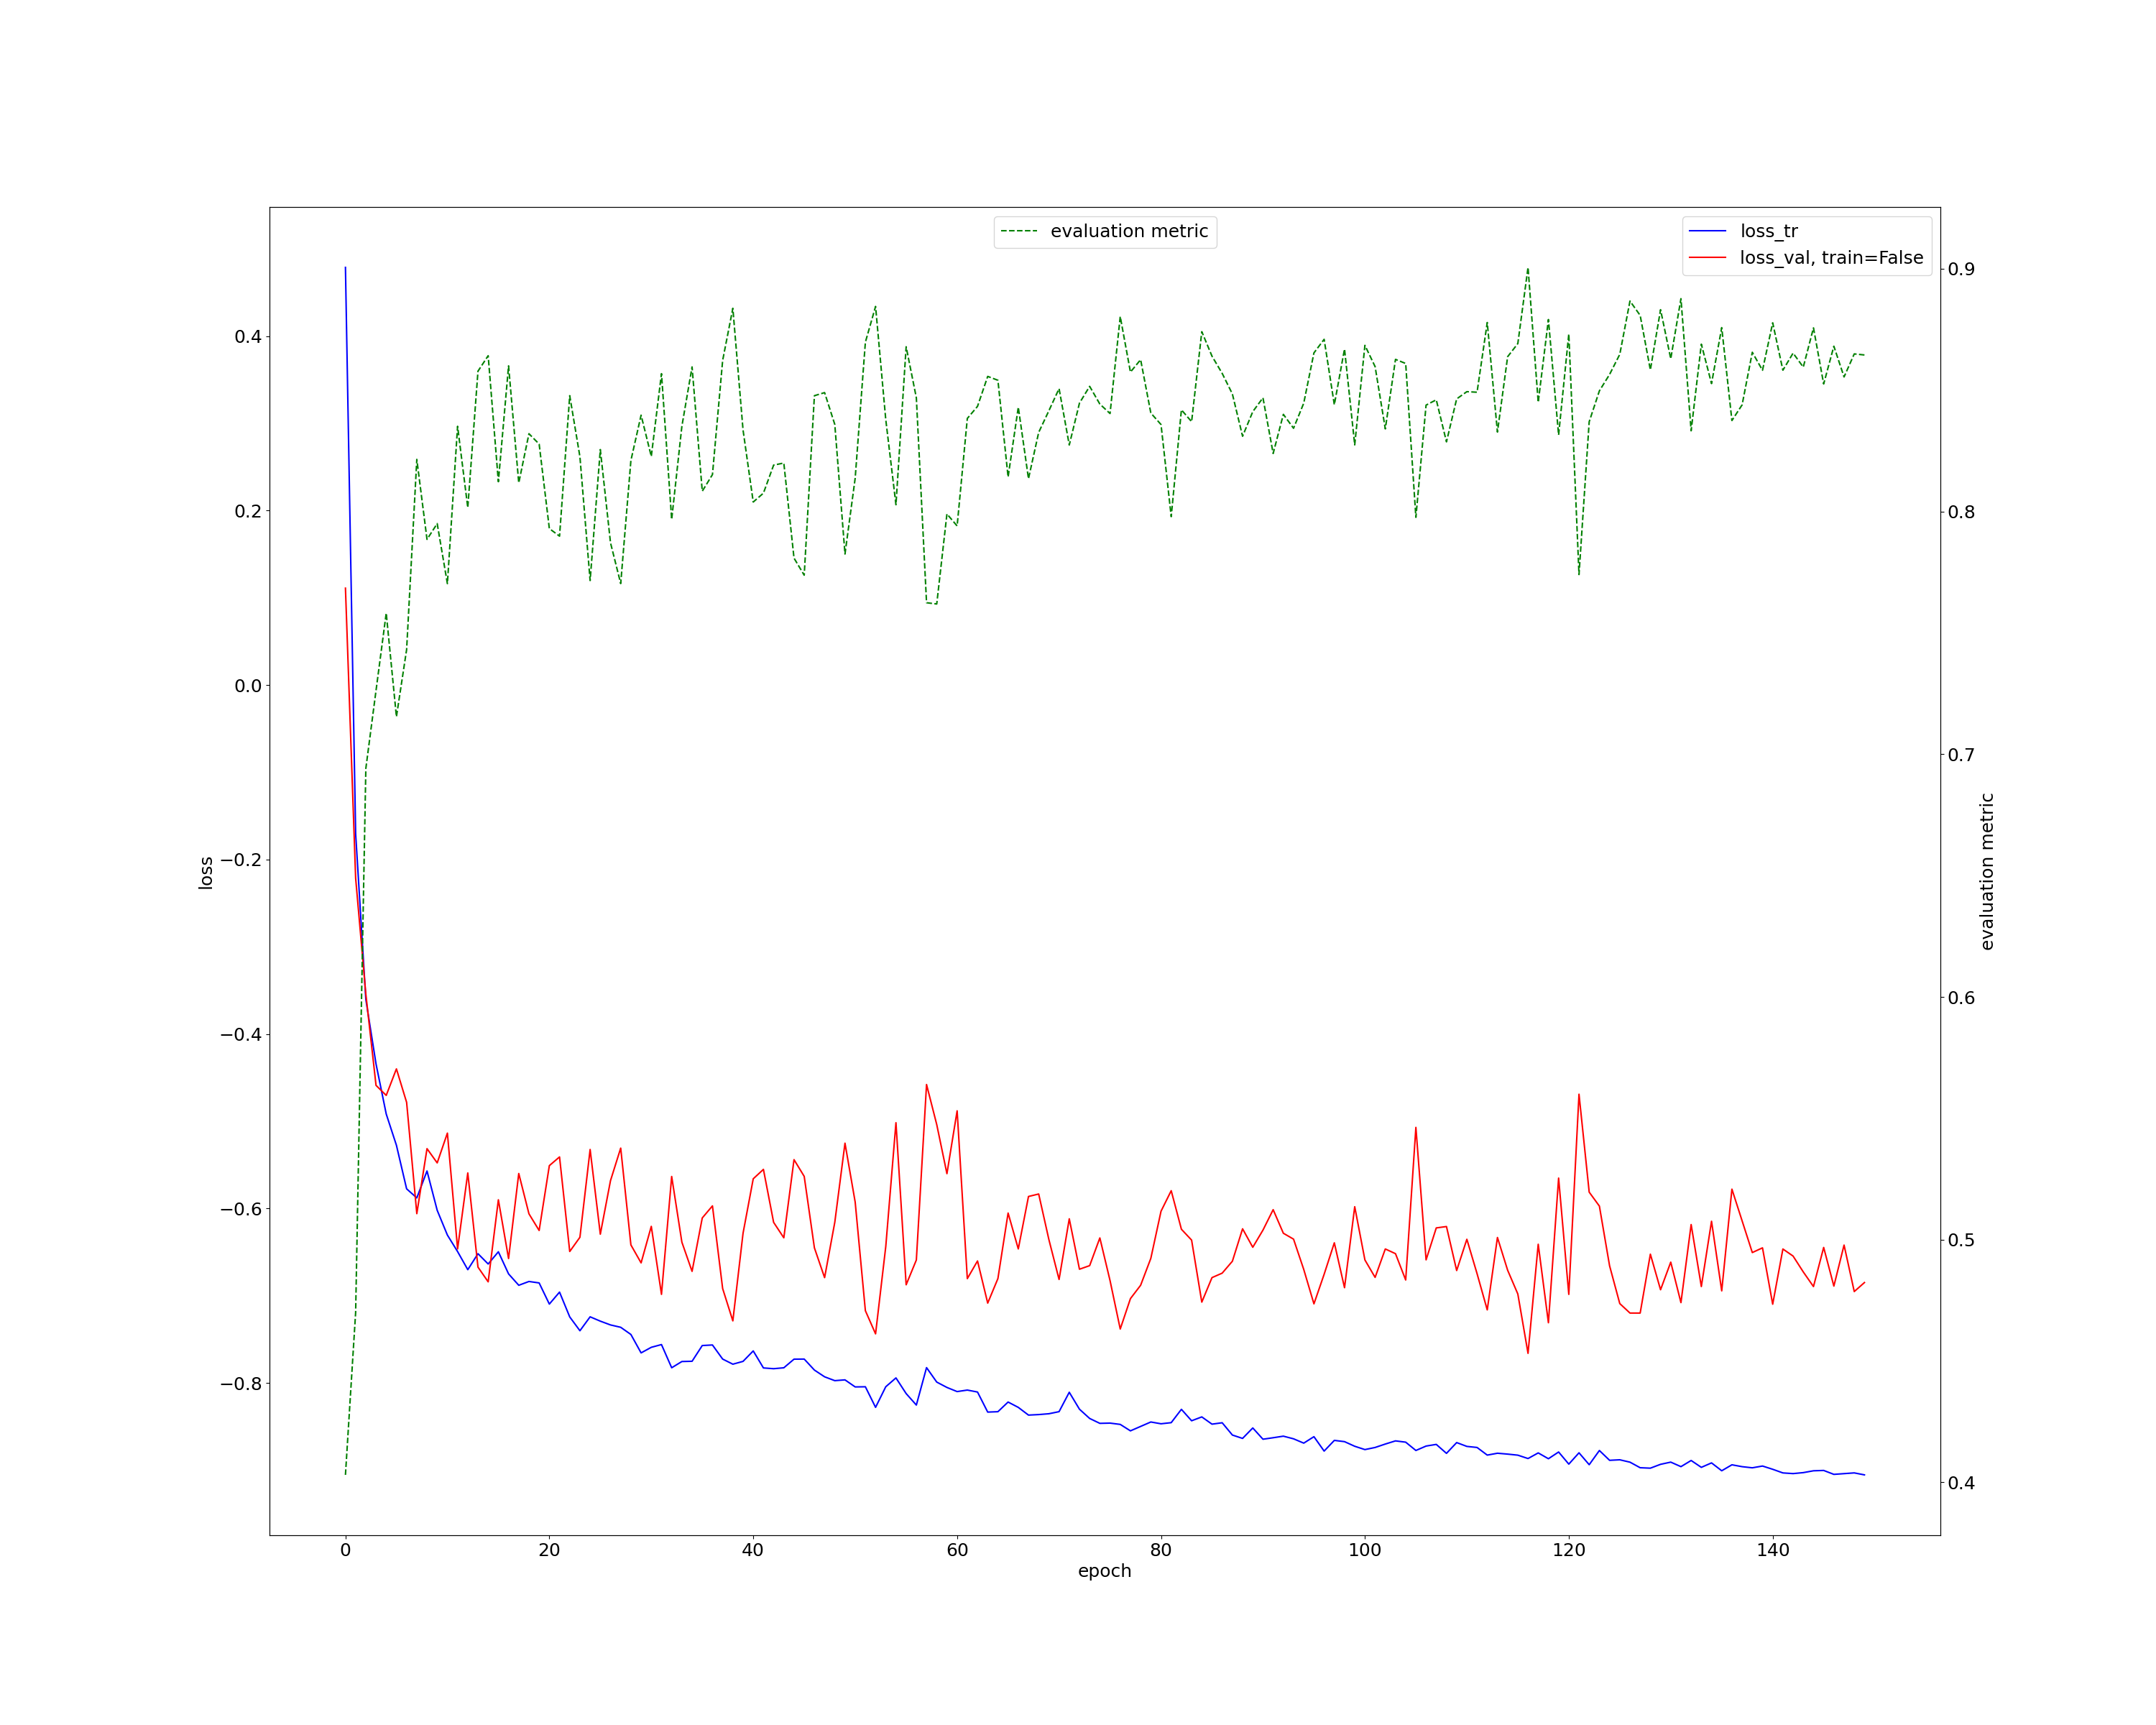 evaluation metric
loss_tr
loss_val, train=False
0.4
0.2
0.0
−0.2
−0.4
−0.6
−0.8
loss
0.9
0.8
0.7
0.6
0.5
0.4
evaluation metric
0 20 40 60 80 100 120 140
epoch